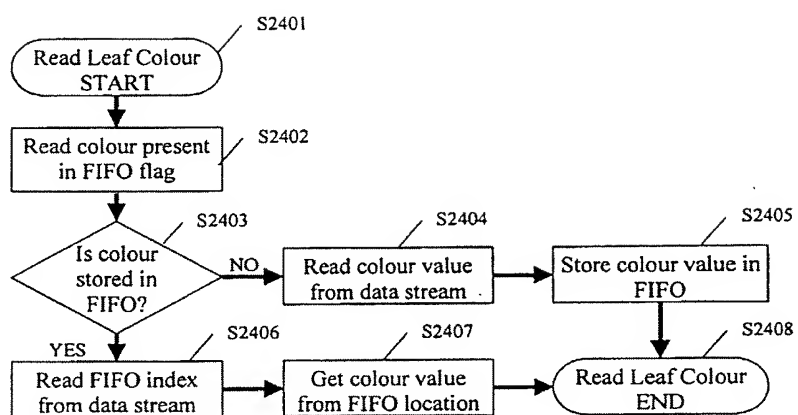 S2401
Read Leaf Colour
START
S2402
Read colour present
in FIFO flag
S2403
Is colour
stored in
FIFO?
NO
S2404
Read colour value
from data stream
S2405
Store colour value in
FIFO
YES
S2406
Read FIFO index
from data stream
S2407
Get colour value
from FIFO location
S2408
Read Leaf Colour
END